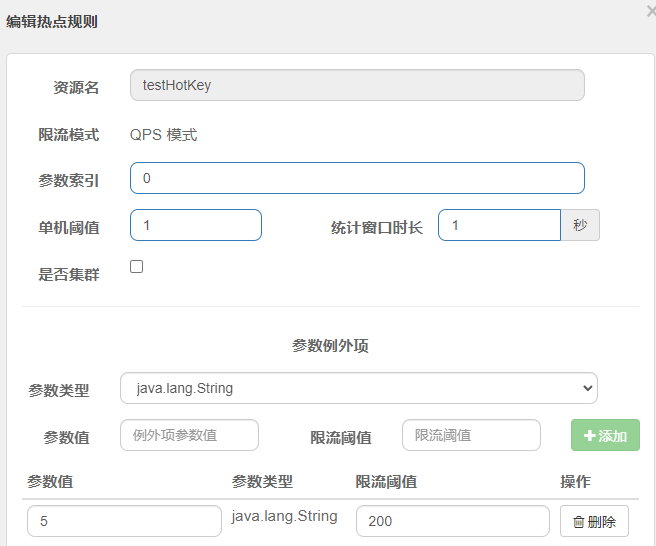 编辑热点规则
×
资源名 testHotKey
限流模式 QPS 模式
参数索引 0
单机阈值 1 统计窗口时长 1 秒
是否集群
参数例外项
参数类型 java.lang.String
参数值 例外项参数值 限流阈值 限流阈值 +添加
参数值 参数类型 限流阈值 操作
5 java.lang.String 200 删除